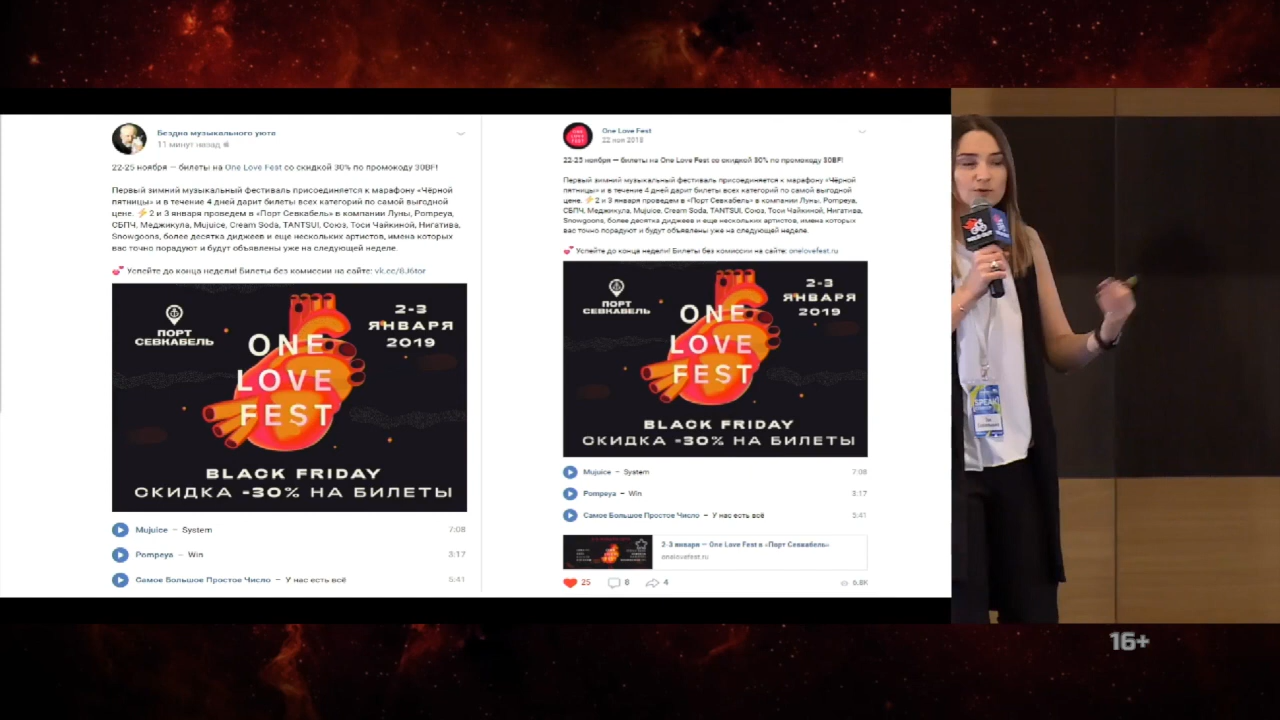 Бездна музыкального уюта
11 минут назад
22-25 ноября — билеты на One Love Fest со скидкой 30% по промокоду 30BF!
Первый зимний музыкальный фестиваль присоединяется к марафону «Чёрной
пятницы» и в течение 4 дней дарит билеты всех категорий по самой выгодной
цене. ⚡ 2 и 3 января проведем в «Порт Севкабель» в компании Луны, Pompeya,
СБПЧ, Меджикула, Mujuice, Cream Soda, TANTSUI, Союз, Тоси Чайкиной, Нигатива,
Snowgoons, более десятка диджеев и еще нескольких артистов, имена которых
вас точно порадуют и будут объявлены уже на следующей неделе.
💕 Успейте до конца недели! Билеты без комиссии на сайте: vk.cc/8J6tor
ПОРТ
СЕВКАБЕЛЬ
2-3
ЯНВАРЯ
2019
ONE
LOVE
FEST
BLACK FRIDAY
СКИДКА -30% НА БИЛЕТЫ
Mujuice – System 7:08
Pompeya – Win 3:17
Самое Большое Простое Число – У нас есть всё 5:41
One Love Fest
22 ноя 2018
22-25 ноября — билеты на One Love Fest со скидкой 30% по промокоду 30BF!
Первый зимний музыкальный фестиваль присоединяется к марафону «Чёрной
пятницы» и в течение 4 дней дарит билеты всех категорий по самой выгодной
цене. ⚡ 2 и 3 января проведем в «Порт Севкабель» в компании Луны, Pompeya,
СБПЧ, Меджикула, Mujuice, Cream Soda, TANTSUI, Союз, Тоси Чайкиной, Нигатива,
Snowgoons, более десятка диджеев и еще нескольких артистов, имена которых
вас точно порадуют и будут объявлены уже на следующей неделе.
💕 Успейте до конца недели! Билеты без комиссии на сайте: onelovefest.ru
ПОРТ
СЕВКАБЕЛЬ
2-3
ЯНВАРЯ
2019
ONE
LOVE
FEST
BLACK FRIDAY
СКИДКА -30% НА БИЛЕТЫ
Mujuice – System 7:08
Pompeya – Win 3:17
Самое Большое Простое Число – У нас есть всё 5:41
2-3 января — One Love Fest в «Порт Севкабель»
onelovefest.ru
25 8 4 6.8K
SPEAKER
16+